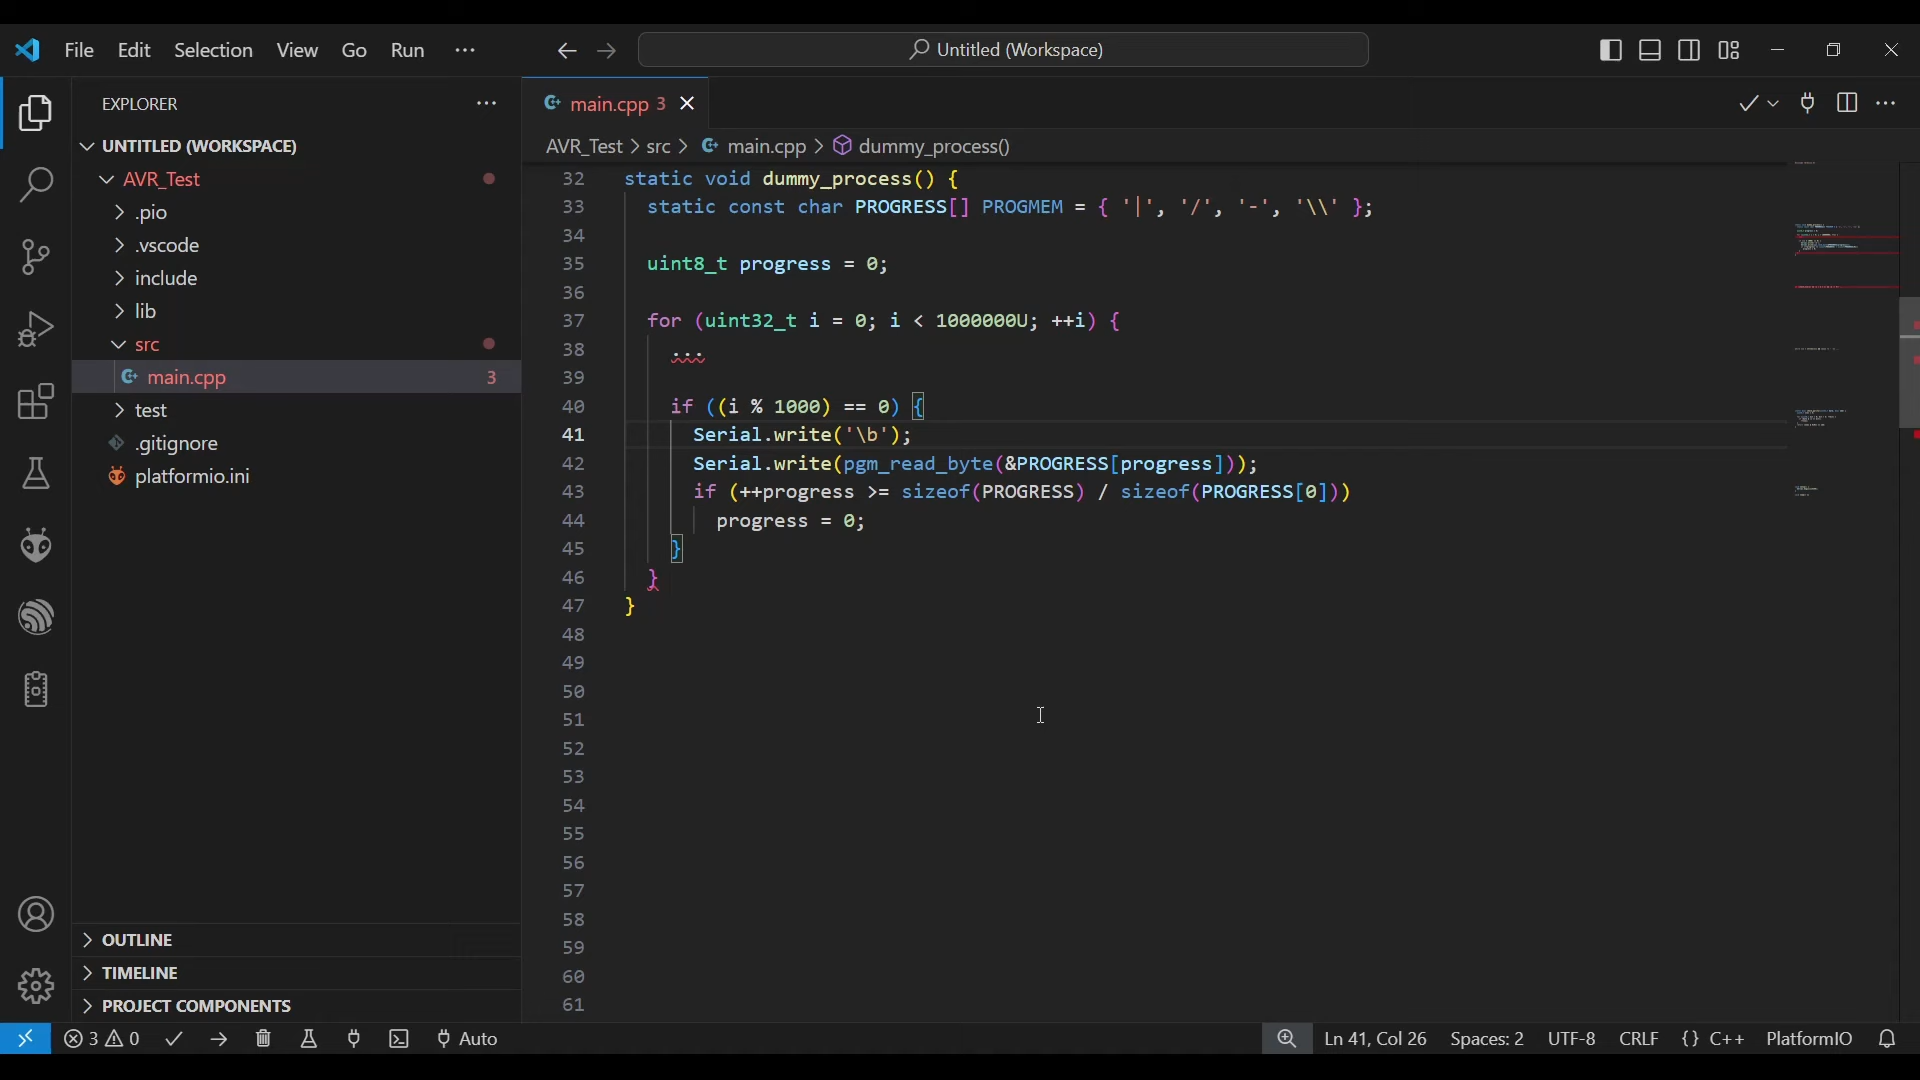 File Edit Selection View Go Run ···
Untitled (Workspace)
EXPLORER
UNTITLED (WORKSPACE)
AVR_Test
.pio
.vscode
include
lib
src
main.cpp 3
test
.gitignore
platformio.ini
OUTLINE
TIMELINE
PROJECT COMPONENTS
main.cpp 3
AVR_Test > src > main.cpp > dummy_process()
32 static void dummy_process() {
33 static const char PROGRESS[] PROGMEM = { '|', '/', '-', '\\' };
34
35 uint8_t progress = 0;
36
37 for (uint32_t i = 0; i < 1000000U; ++i) {
38 ...
39
40 if ((i % 1000) == 0) {
41 Serial.write('\b');
42 Serial.write(pgm_read_byte(&PROGRESS[progress]));
43 if (++progress >= sizeof(PROGRESS) / sizeof(PROGRESS[0]))
44 progress = 0;
45 }
46 }
47 }
48
49
50
51
52
53
54
55
56
57
58
59
60
61
3 0 Auto Ln 41, Col 26 Spaces: 2 UTF-8 CRLF {} C++ PlatformIO